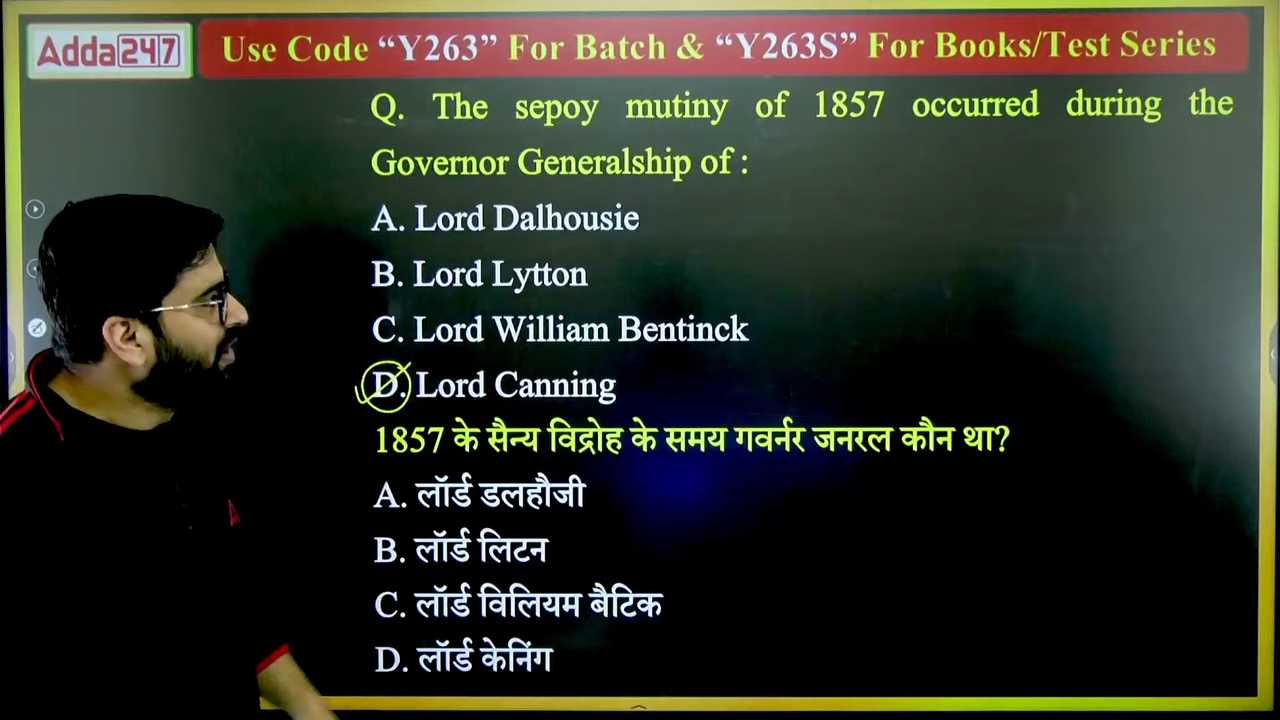 Adda247
Use Code “Y263” For Batch & “Y263S” For Books/Test Series
Q. The sepoy mutiny of 1857 occurred during the
Governor Generalship of :
A. Lord Dalhousie
B. Lord Lytton
C. Lord William Bentinck
D. Lord Canning
1857 के सैन्य विद्रोह के समय गवर्नर जनरल कौन था?
A. लॉर्ड डलहौजी
B. लॉर्ड लिटन
C. लॉर्ड विलियम बैटिक
D. लॉर्ड केनिंग